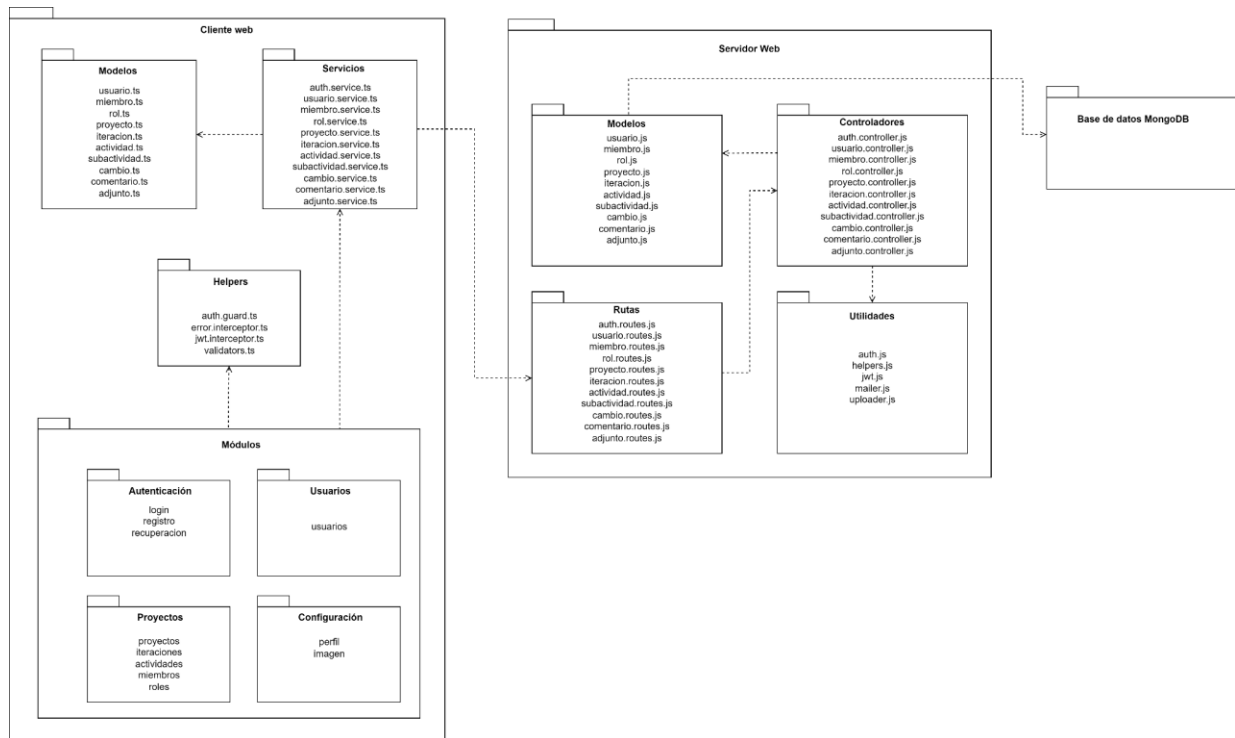 Cliente web
Modelos
usuario.ts
miembro.ts
rol.ts
proyecto.ts
iteracion.ts
actividad.ts
subactividad.ts
cambio.ts
comentario.ts
adjunto.ts
Servicios
auth.service.ts
usuario.service.ts
miembro.service.ts
rol.service.ts
proyecto.service.ts
iteracion.service.ts
actividad.service.ts
subactividad.service.ts
cambio.service.ts
comentario.service.ts
adjunto.service.ts
Helpers
auth.guard.ts
error.interceptor.ts
jwt.interceptor.ts
validators.ts
Módulos
Autenticación
login
registro
recuperacion
Usuarios
usuarios
Proyectos
proyectos
iteraciones
actividades
miembros
roles
Configuración
perfil
imagen
Servidor Web
Modelos
usuario.js
miembro.js
rol.js
proyecto.js
iteracion.js
actividad.js
subactividad.js
cambio.js
comentario.js
adjunto.js
Controladores
auth.controller.js
usuario.controller.js
miembro.controller.js
rol.controller.js
proyecto.controller.js
iteracion.controller.js
actividad.controller.js
subactividad.controller.js
cambio.controller.js
comentario.controller.js
adjunto.controller.js
Rutas
auth.routes.js
usuario.routes.js
miembro.routes.js
rol.routes.js
proyecto.routes.js
iteracion.routes.js
actividad.routes.js
subactividad.routes.js
cambio.routes.js
comentario.routes.js
adjunto.routes.js
Utilidades
auth.js
helpers.js
jwt.js
mailer.js
uploader.js
Base de datos MongoDB